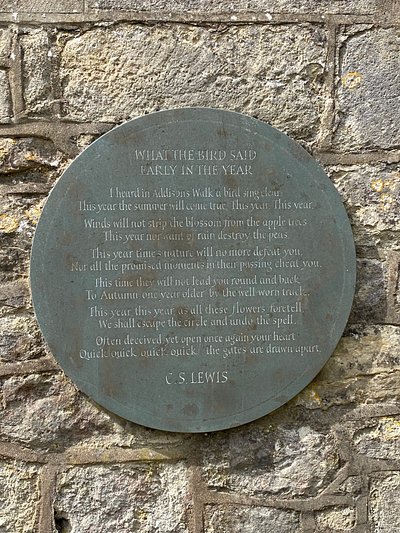 WHAT THE BIRD SAID
EARLY IN THE YEAR
I heard in Addisons Walk a bird sing clear
This year the summer will come true. This year. This year.
Winds will not strip the blossom from the apple trees
This year nor want of rain destroy the peas.
This year times nature will no more defeat you.
Nor all the promised moments in their passing cheat you.
This time they will not lead you round and back
To Autumn one year older by the well worn track.
This year this year as all these flowers foretell
We shall escape the circle and undo the spell.
Often deceived yet open once again your heart
Quick quick quick quick the gates are drawn apart.
C. S. LEWIS